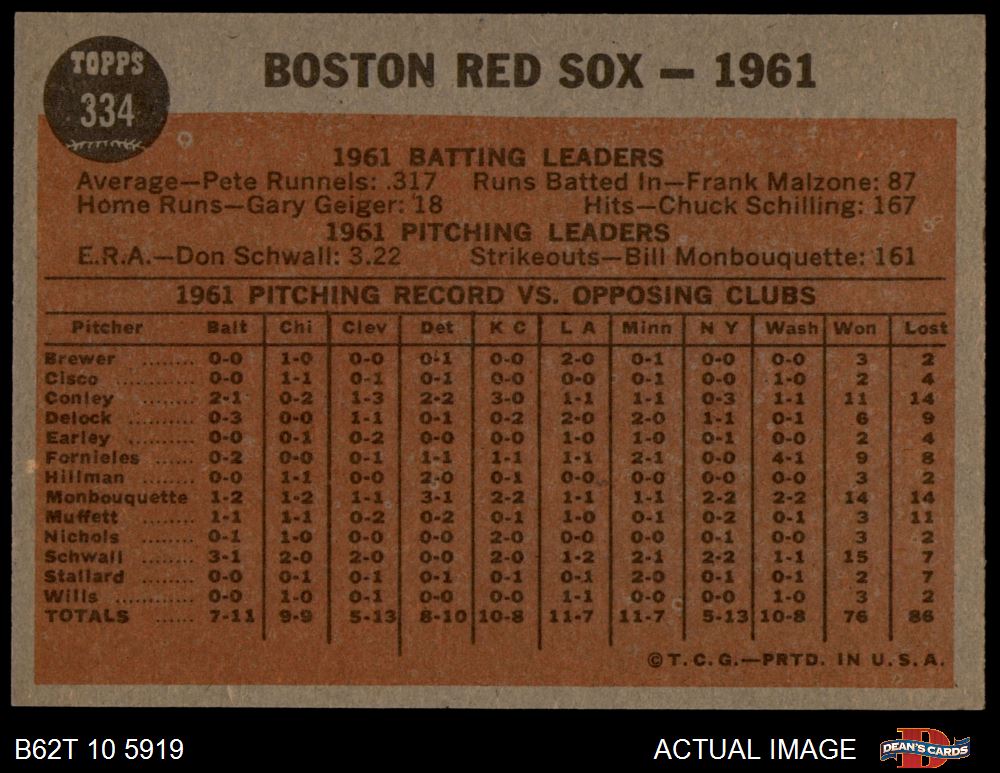 TOPPS
334
BOSTON RED SOX — 1961
1961 BATTING LEADERS
Average—Pete Runnels: .317 Runs Batted In—Frank Malzone: 87
Home Runs—Gary Geiger: 18 Hits—Chuck Schilling: 167
1961 PITCHING LEADERS
E.R.A.—Don Schwall: 3.22 Strikeouts—Bill Monbouquette: 161
1961 PITCHING RECORD VS. OPPOSING CLUBS
Pitcher Balt Chi Clev Det K C L A Minn N Y Wash Won Lost
Brewer ........ 0-0 1-0 0-0 0-1 0-0 2-0 0-1 0-0 0-0 3 2
Cisco ........... 0-0 1-1 0-1 0-1 0-0 0-0 0-1 0-0 1-0 2 4
Conley ......... 2-1 0-2 1-3 2-2 3-0 1-1 1-1 0-3 1-1 11 14
Delock ......... 0-3 0-0 1-1 0-1 0-2 2-0 2-0 1-1 0-1 6 9
Earley .......... 0-0 0-1 0-2 0-0 0-0 1-0 1-0 0-1 0-0 2 4
Fornieles ...... 0-2 0-0 0-1 1-1 1-1 1-1 2-1 0-0 4-1 9 8
Hillman ........ 0-0 1-1 0-0 2-0 0-1 0-0 0-0 0-0 0-0 3 2
Monbouquette 1-2 1-2 1-1 3-1 2-2 1-1 1-1 2-2 2-2 14 14
Muffett ........ 1-1 1-1 0-2 0-2 0-1 1-0 0-1 0-2 0-1 3 11
Nichols ........ 0-1 1-0 0-0 0-0 2-0 0-0 0-0 0-1 0-0 3 2
Schwall ........ 3-1 2-0 2-0 0-0 2-0 1-2 2-1 2-2 1-1 15 7
Stallard ....... 0-0 0-1 0-1 0-1 0-1 0-1 2-0 0-1 0-1 2 7
Wills ............ 0-0 1-0 0-1 0-0 0-0 1-1 0-0 0-0 1-0 3 2
TOTALS ...... 7-11 9-9 5-13 8-10 10-8 11-7 11-7 5-13 10-8 76 86
©T.C.G.—PRTD. IN U.S.A.
B62T 10 5919 ACTUAL IMAGE
D
DEAN'S CARDS